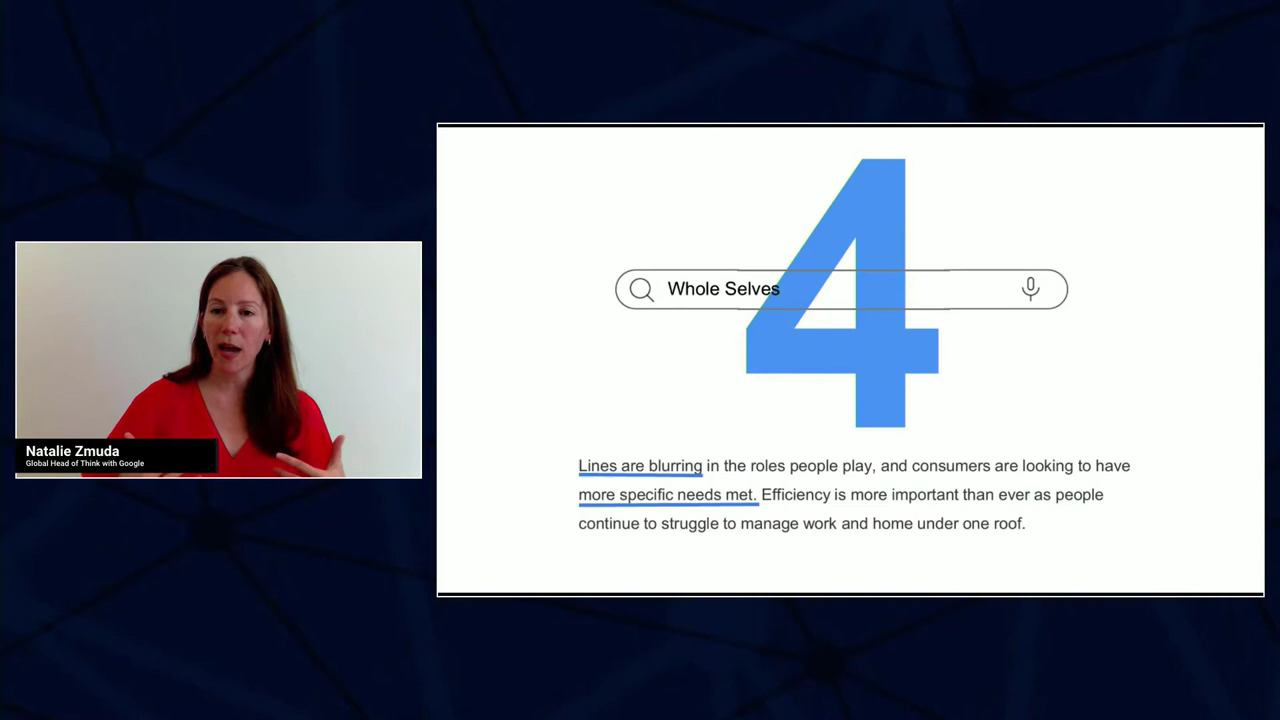 4
Whole Selves
Lines are blurring in the roles people play, and consumers are looking to have
more specific needs met. Efficiency is more important than ever as people
continue to struggle to manage work and home under one roof.
Natalie Zmuda
Global Head of Think with Google